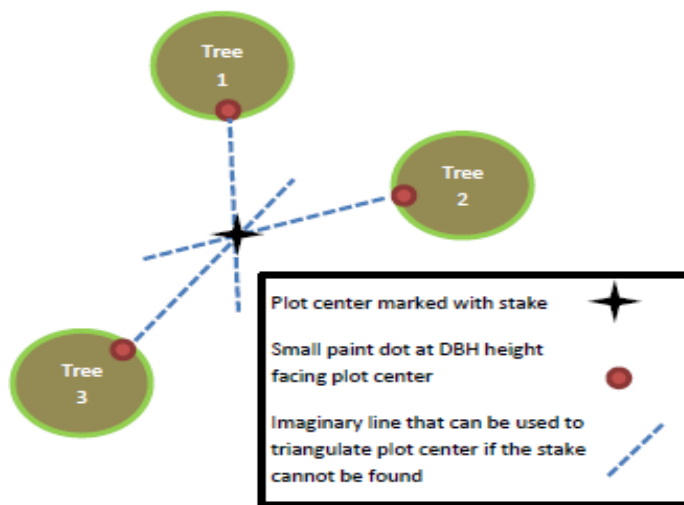 Tree
1
Tree
2
Tree
3
Plot center marked with stake
Small paint dot at DBH height
facing plot center
Imaginary line that can be used to
triangulate plot center if the stake
cannot be found